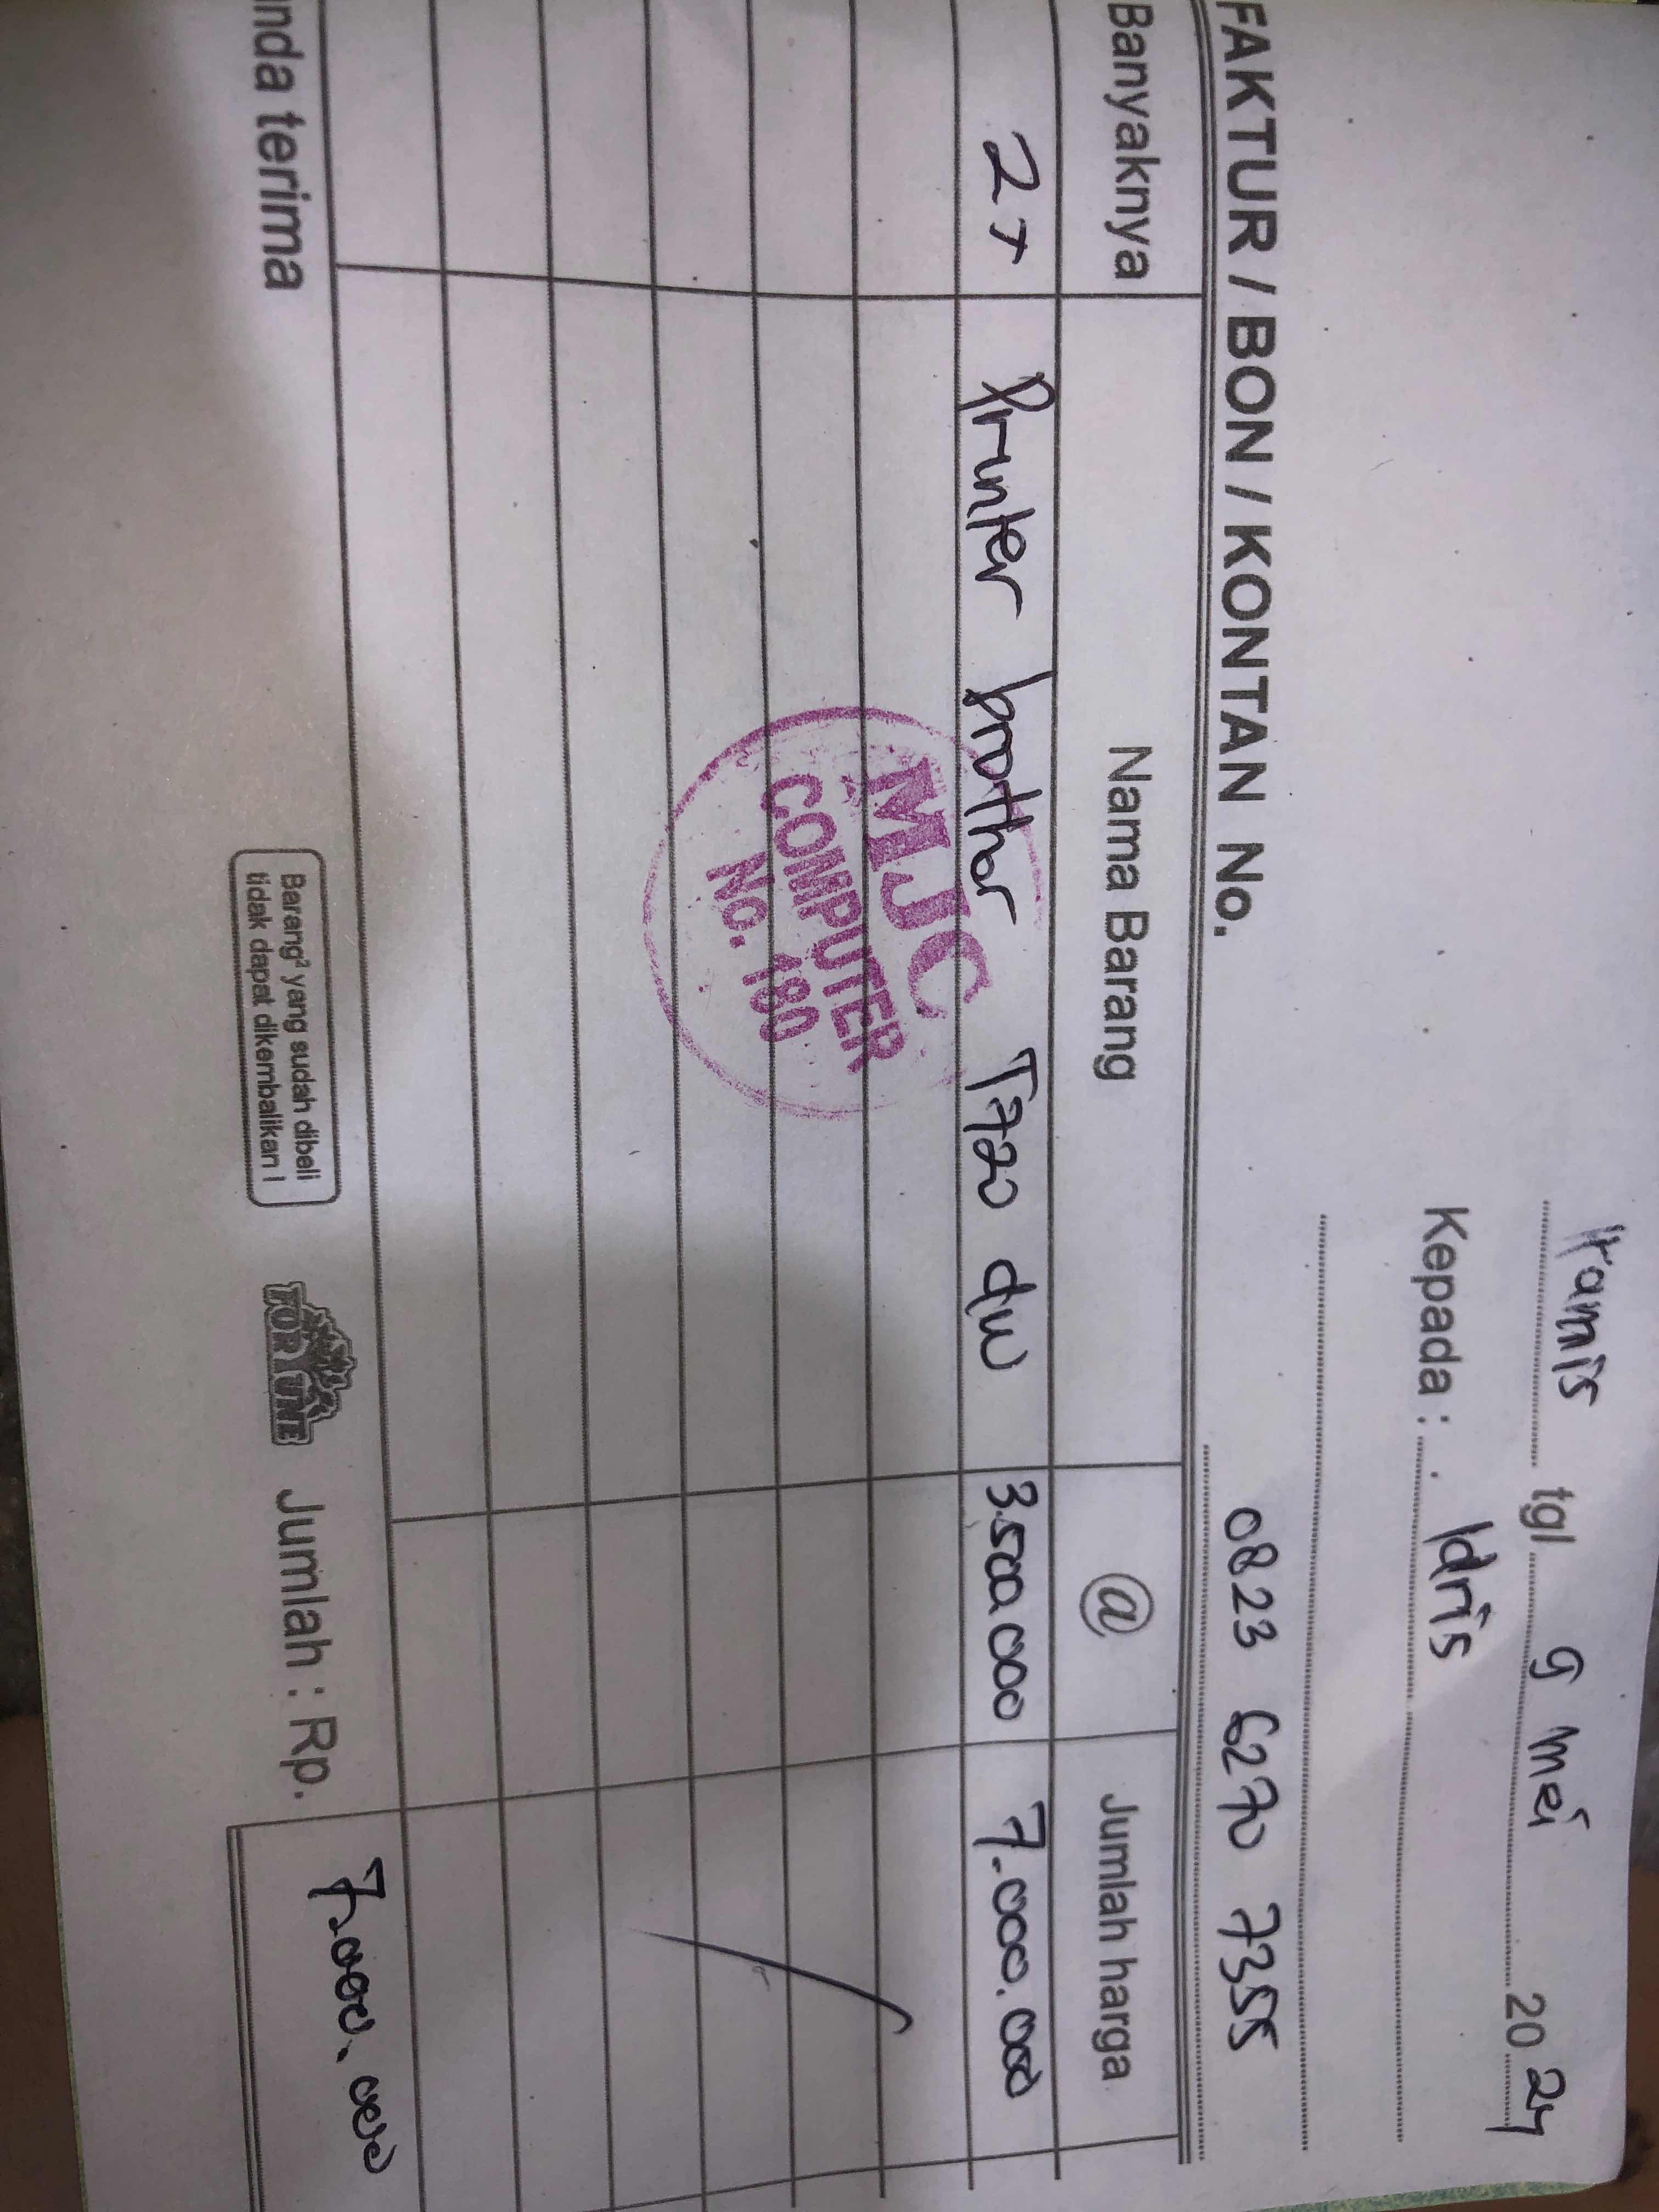 Kamis tgl 9 mei 2024
Kepada : Idris
0823 6270 7355
FAKTUR / BON / KONTAN No.
Banyaknya Nama Barang @ Jumlah harga
2x Printer brother T720 dw 3.500.000 7.000.000
MJC
COMPUTER
No. 180
7.000.000
nda terima
Barang² yang sudah dibeli
tidak dapat dikembalikan !
FORTUNE
Jumlah : Rp.